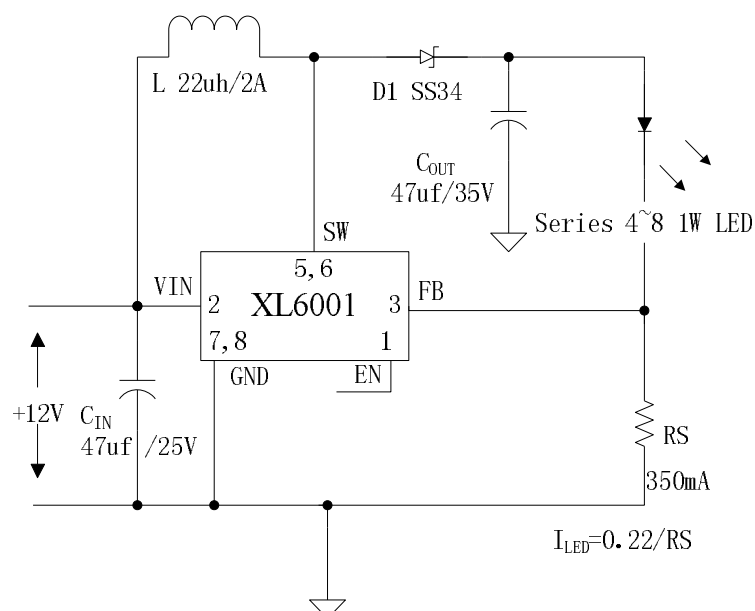 L 22uh/2A
D1 SS34
COUT
47uf/35V
Series 4~8 1W LED
SW
5,6
VIN
2
XL6001
3
FB
7,8
1
GND
EN
+12V
CIN
47uf /25V
RS
350mA
ILED=0.22/RS